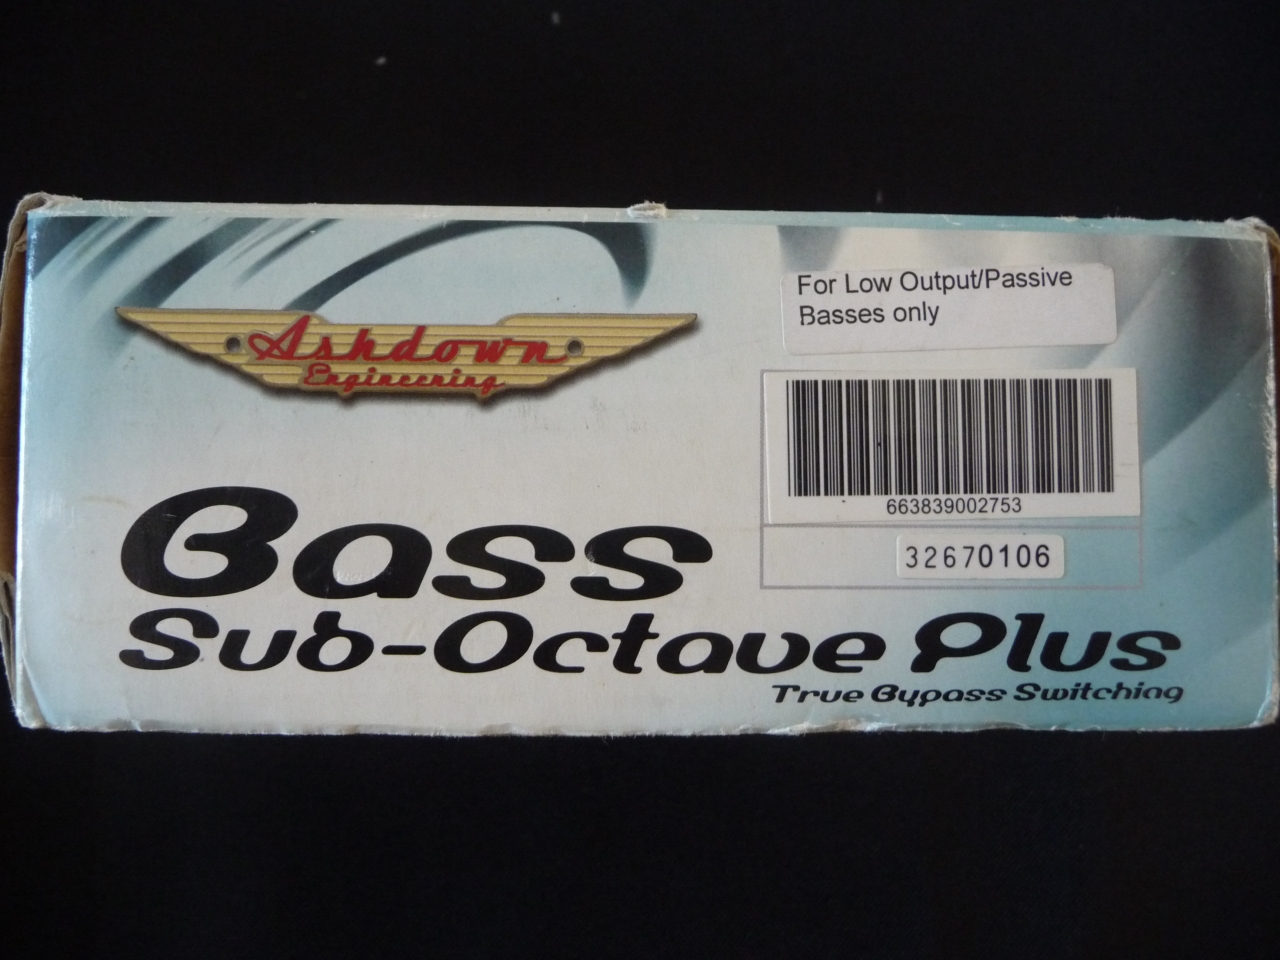 Ashdown
Engineering
For Low Output/Passive
Basses only
663839002753
32670106
Bass
Sub-Octave Plus
True Bypass Switching